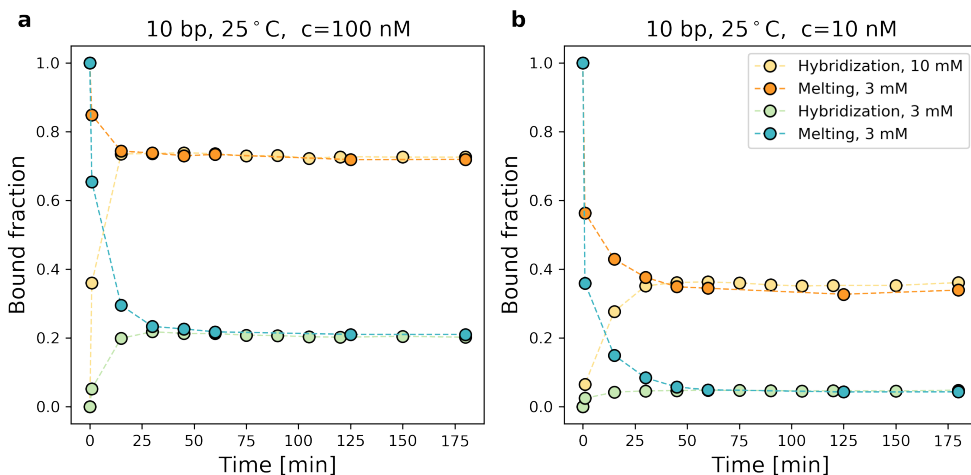 a
10 bp, 25°C, c=100 nM
Bound fraction
1.0
0.8
0.6
0.4
0.2
0.0
0
25
50
75
100
125
150
175
Time [min]
b
10 bp, 25°C, c=10 nM
Hybridization, 10 mM
Melting, 3 mM
Hybridization, 3 mM
Melting, 3 mM
Bound fraction
1.0
0.8
0.6
0.4
0.2
0.0
0
25
50
75
100
125
150
175
Time [min]